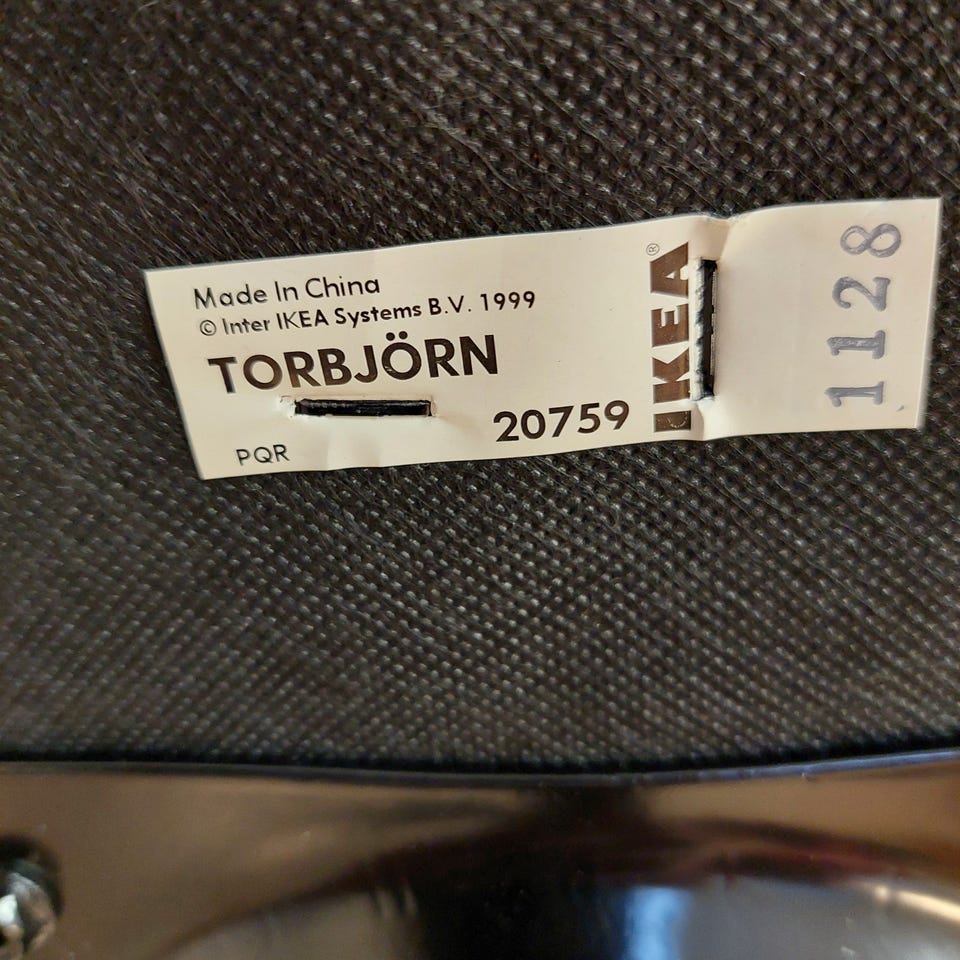 Made In China
© Inter IKEA Systems B.V. 1999
TORBJÖRN
20759
PQR
IKEA®
1128